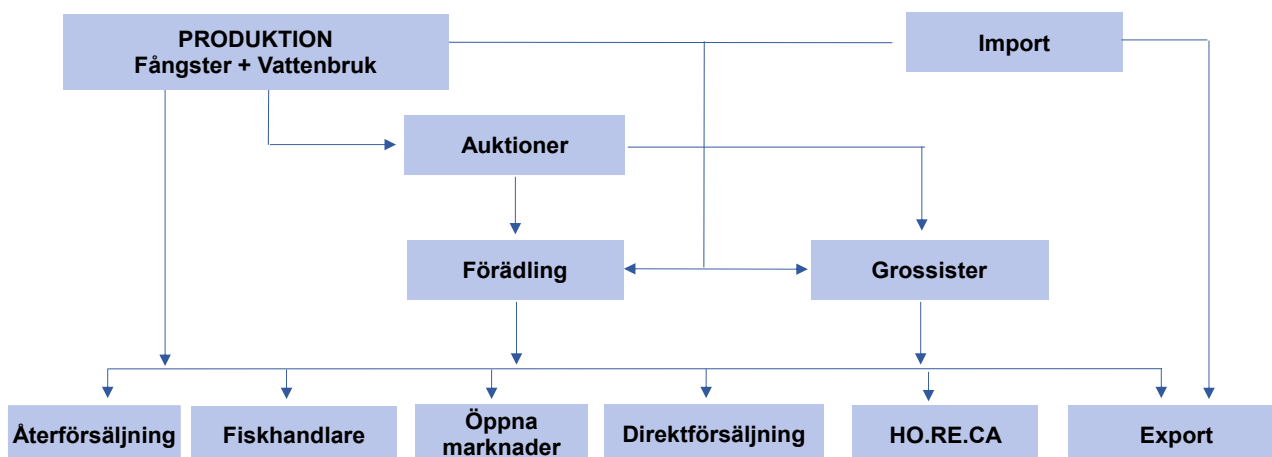 PRODUKTION
Fångster + Vattenbruk
Import
Auktioner
Förädling
Grossister
Återförsäljning
Fiskhandlare
Öppna
marknader
Direktförsäljning
HO.RE.CA
Export